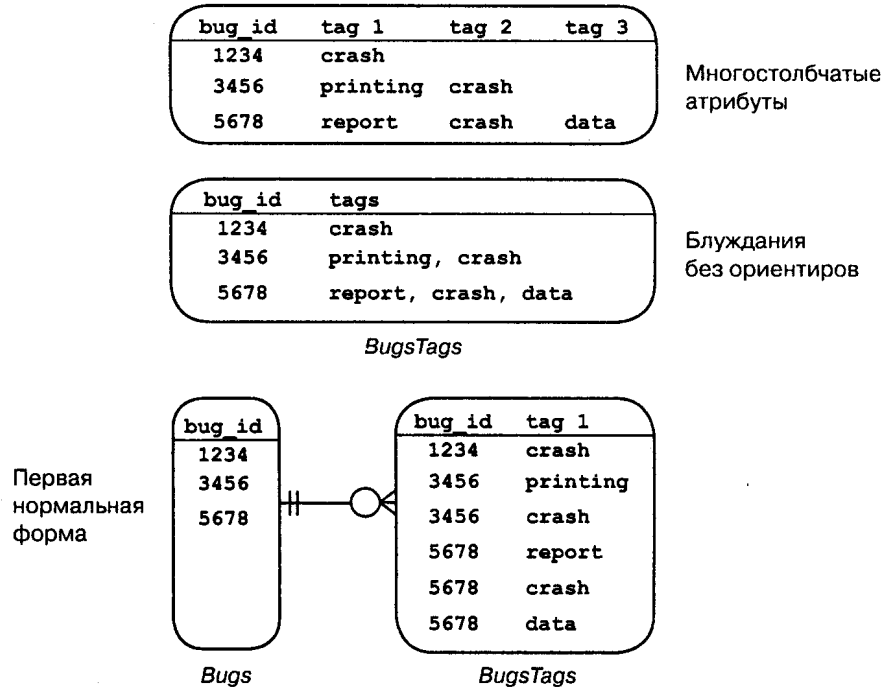 bug_id tag 1 tag 2 tag 3
1234 crash
3456 printing crash
5678 report crash data
Многостолбчатые
атрибуты
bug_id tags
1234 crash
3456 printing, crash
5678 report, crash, data
Блуждания
без ориентиров
BugsTags
Первая
нормальная
форма
bug_id
1234
3456
5678
Bugs
bug_id tag 1
1234 crash
3456 printing
3456 crash
5678 report
5678 crash
5678 data
BugsTags